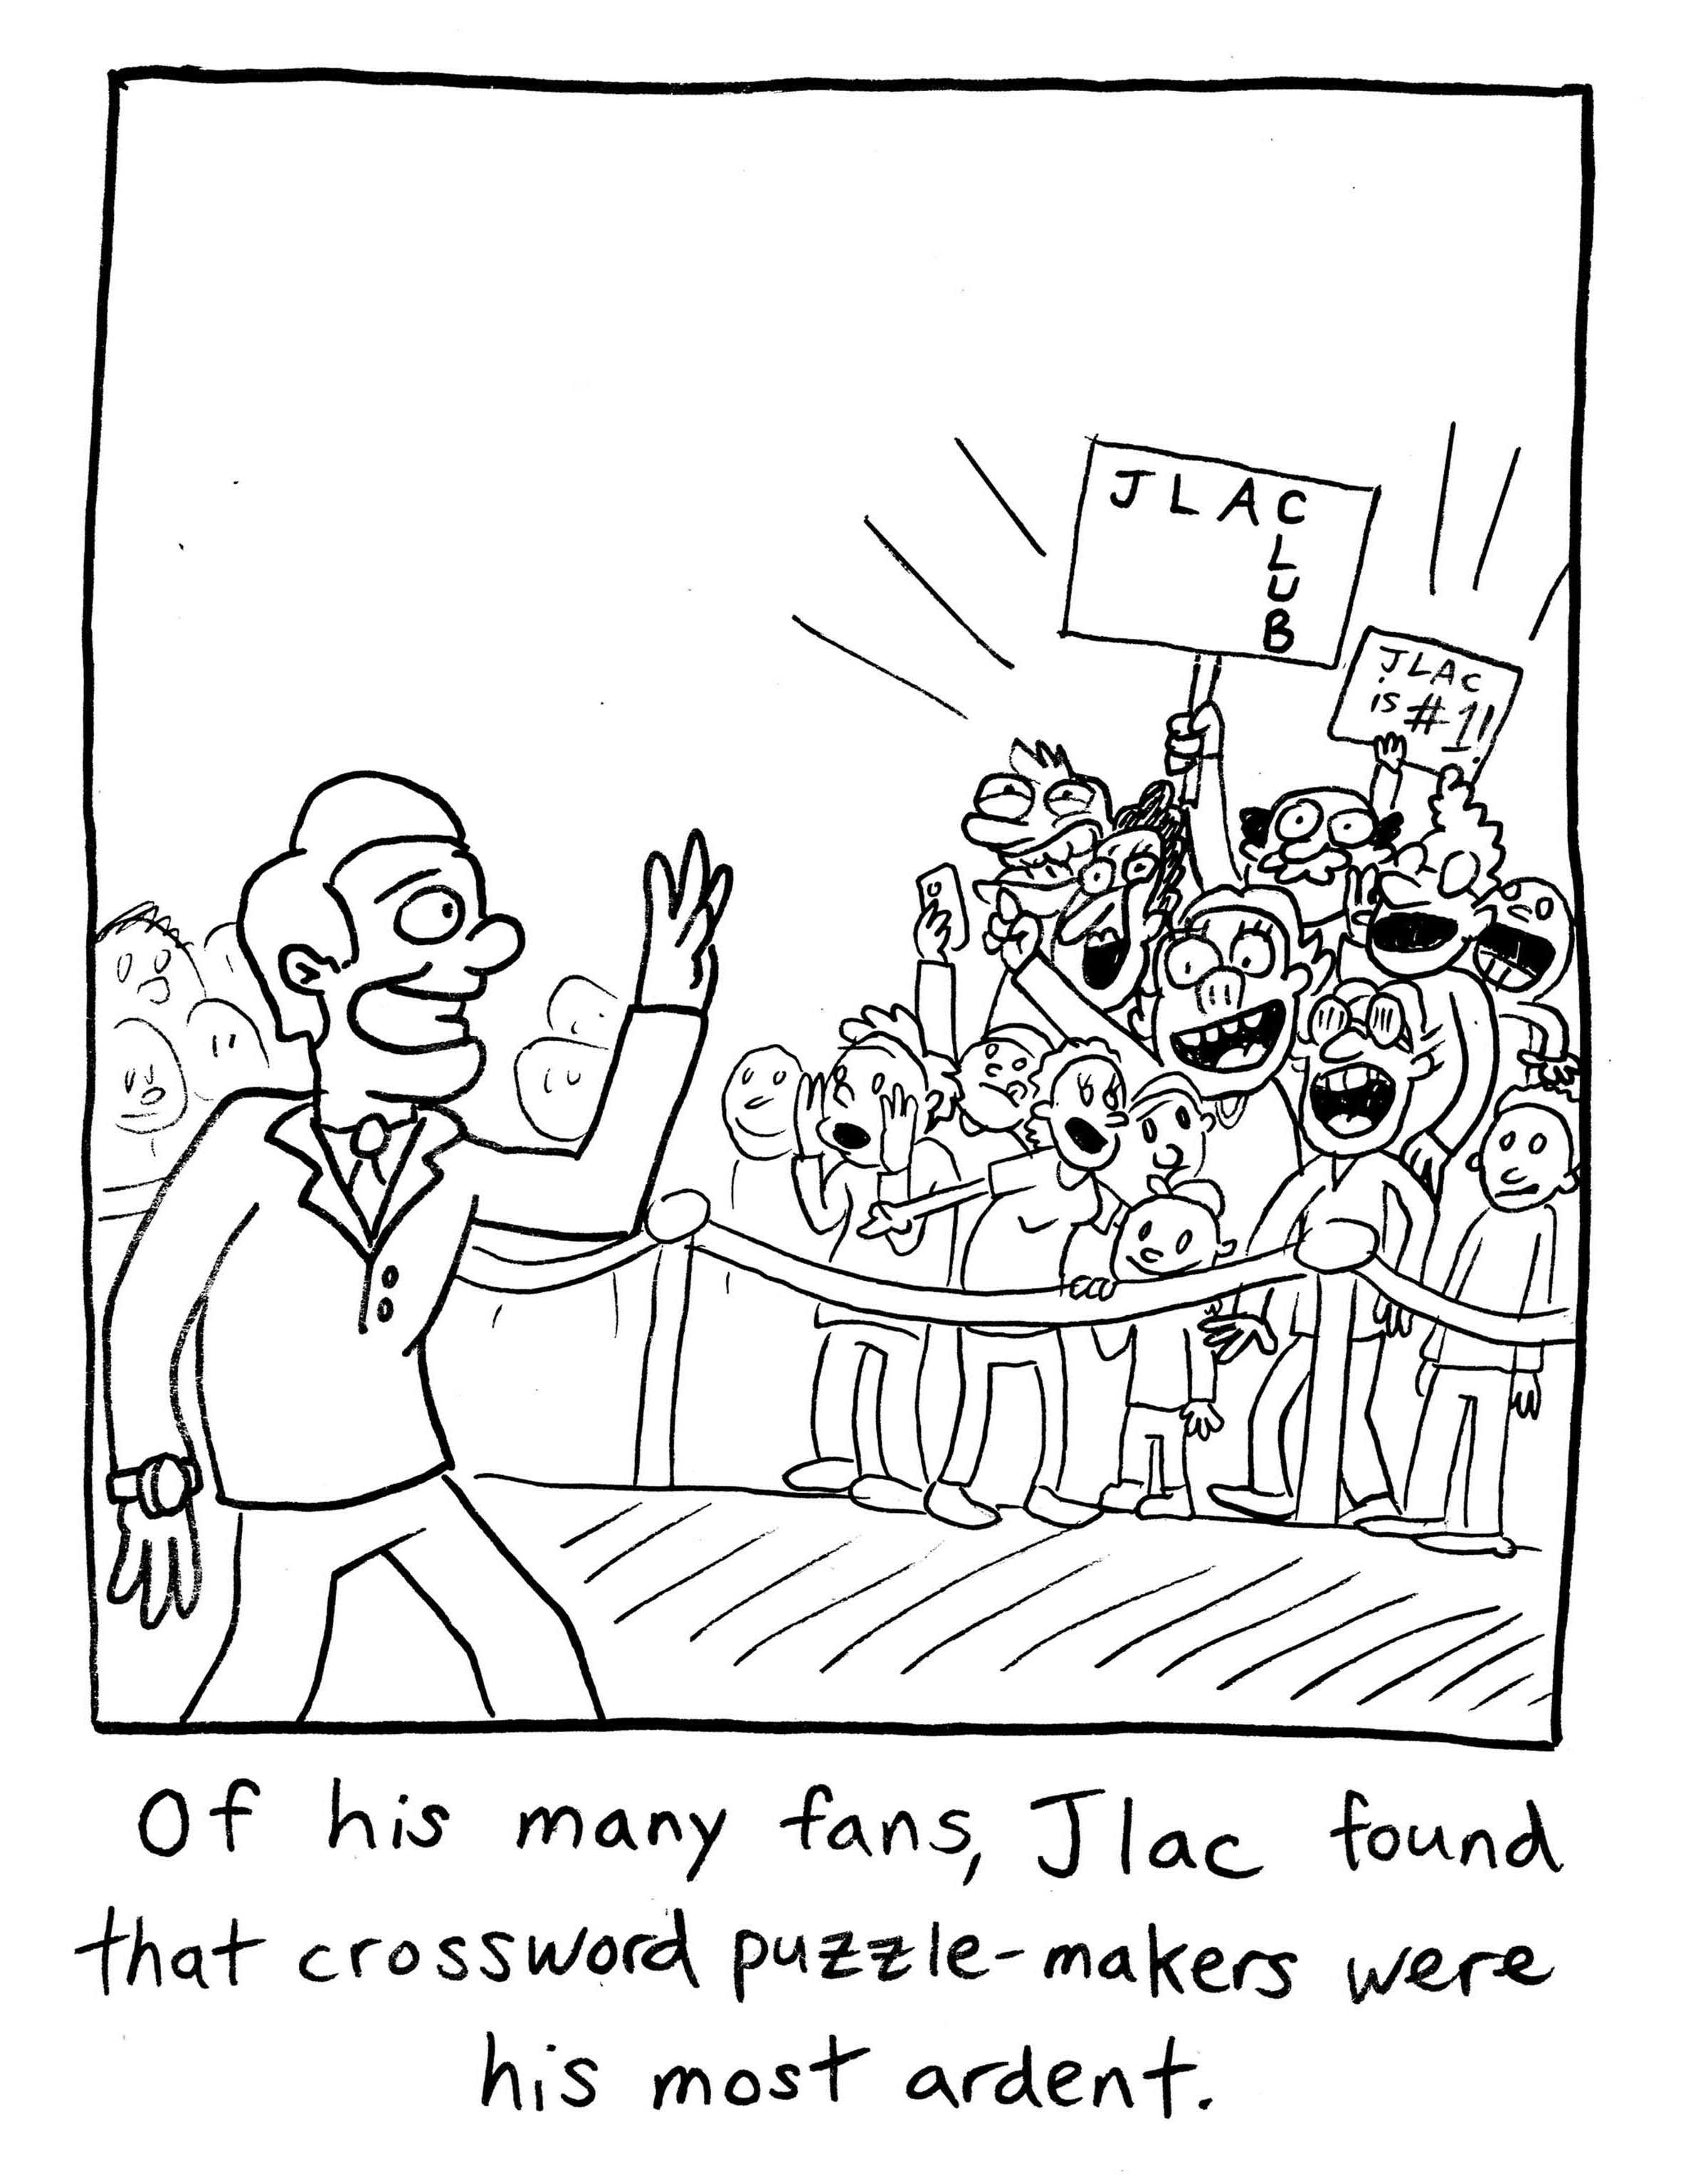 JLAC
L
U
B
JLAC
is #1!
Of his many fans, Jlac found
that crossword puzzle-makers were
his most ardent.